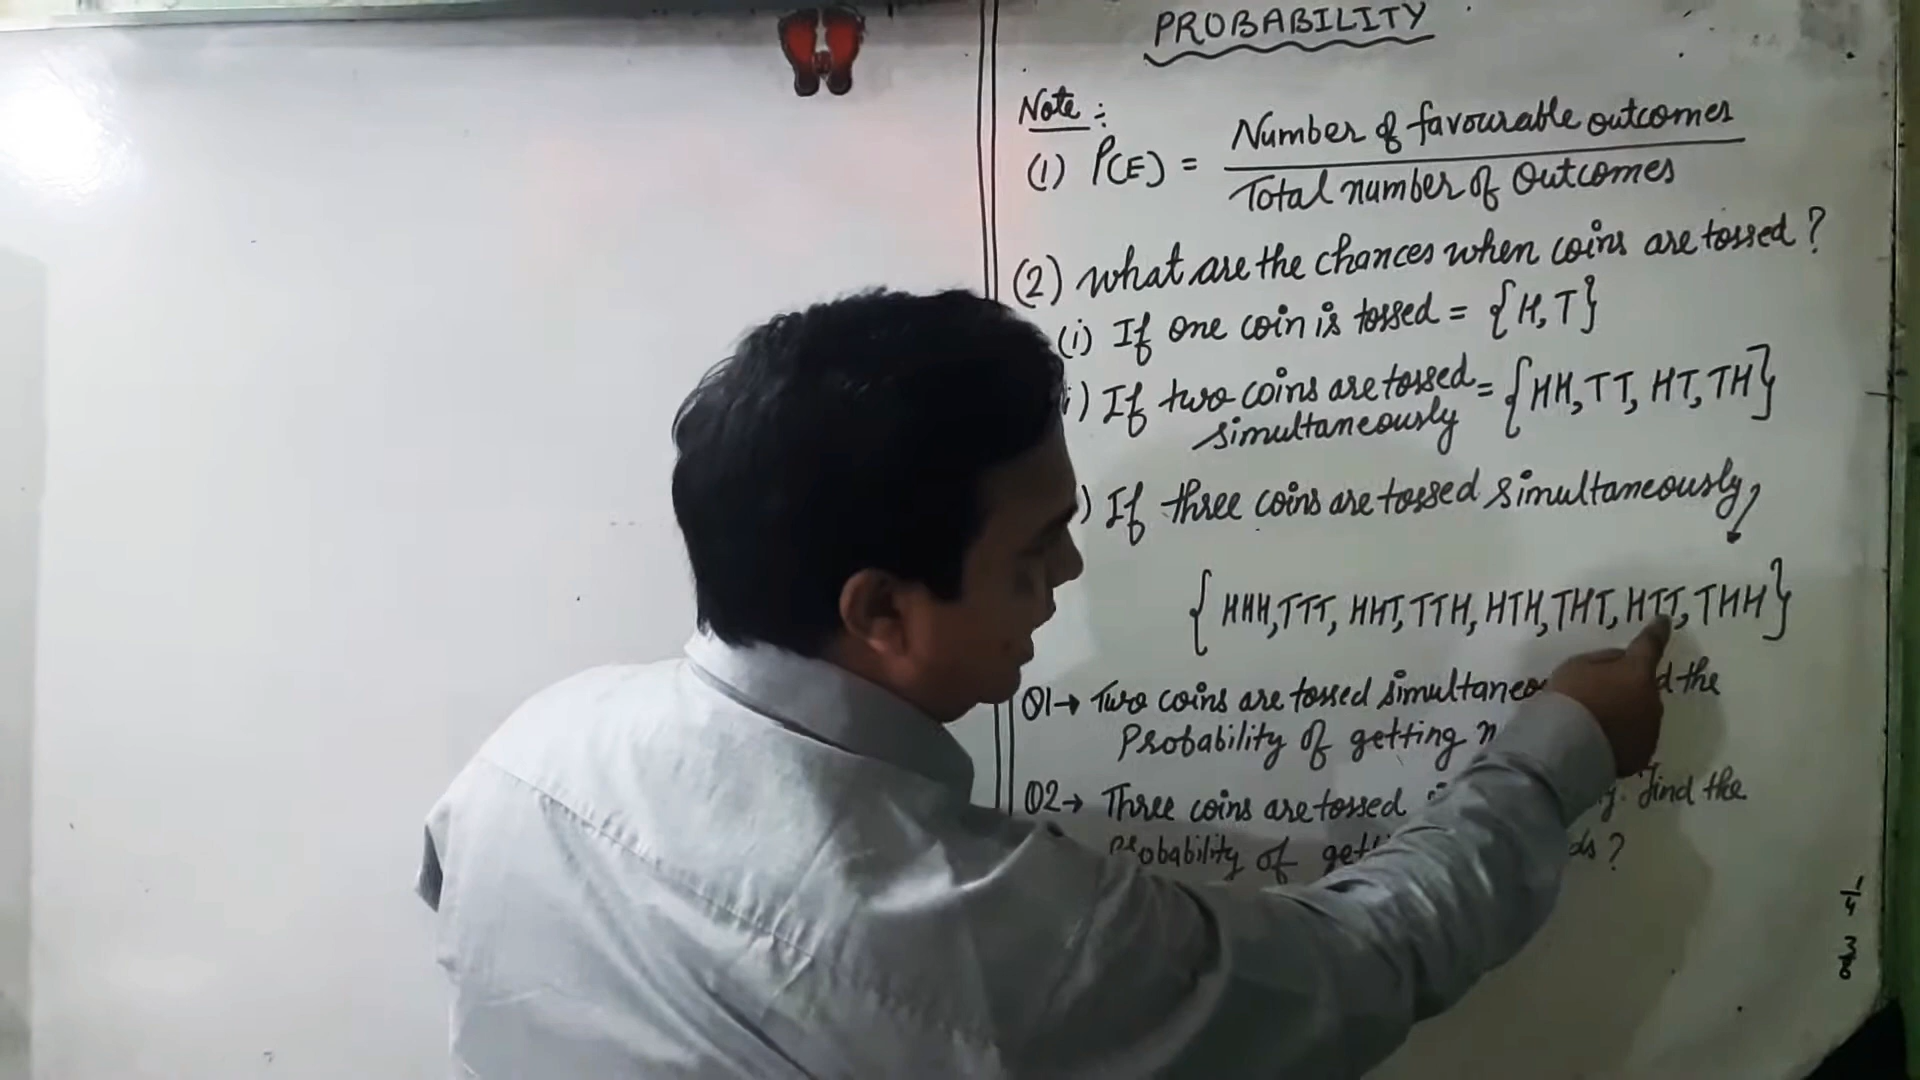 PROBABILITY
Note :-
(1) P(E) = Number of favourable outcomes
Total number of Outcomes
(2) what are the chances when coins are tossed?
(i) If one coin is tossed = {H, T}
) If two coins are tossed simultaneously = {HH, TT, HT, TH}
) If three coins are tossed simultaneously,
{ HHH, TTT, HHT, TTH, HTH, THT, HTT, THH}
Q1→ Two coins are tossed the
Probability of getting
Q2→ Three coins are tossed find the
Probability of
1/4
3/8